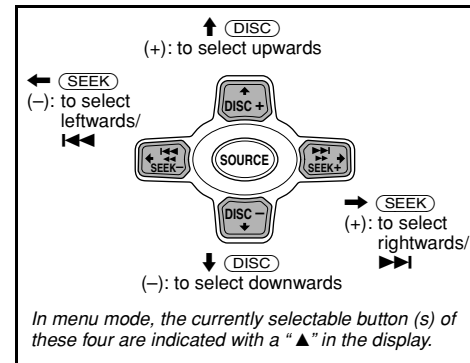 ↑ (DISC)
(+): to select upwards
← (SEEK)
(–): to select
leftwards/
⏮
DISC +
SEEK–
SOURCE
SEEK+
DISC –
→ (SEEK)
(+): to select
rightwards/
⏭
↓ (DISC)
(–): to select downwards
In menu mode, the currently selectable button (s) of
these four are indicated with a “ ▲” in the display.